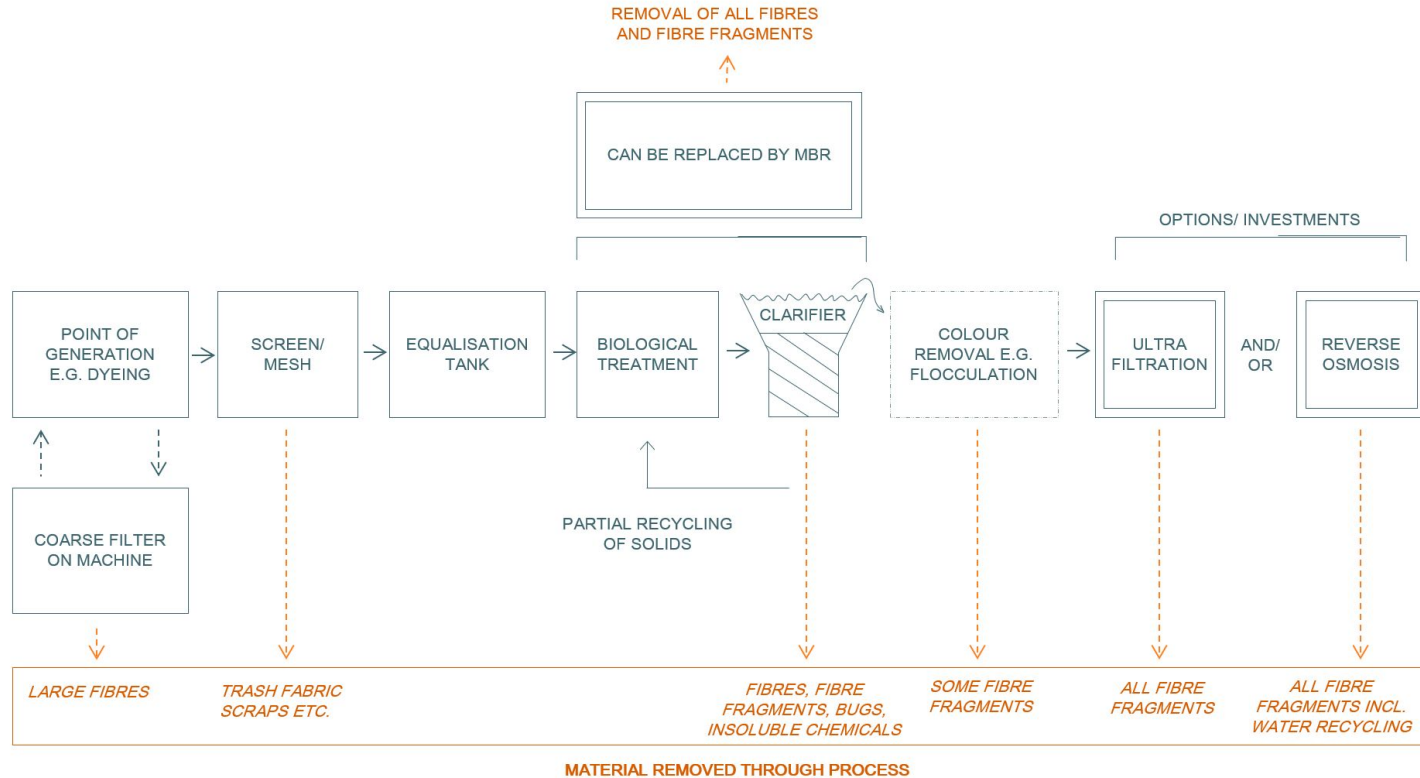 REMOVAL OF ALL FIBRES
AND FIBRE FRAGMENTS
CAN BE REPLACED BY MBR
OPTIONS/ INVESTMENTS
POINT OF
GENERATION
E.G. DYEING
SCREEN/
MESH
EQUALISATION
TANK
BIOLOGICAL
TREATMENT
CLARIFIER
COLOUR
REMOVAL E.G.
FLOCCULATION
ULTRA
FILTRATION
AND/
OR
REVERSE
OSMOSIS
COARSE FILTER
ON MACHINE
PARTIAL RECYCLING
OF SOLIDS
LARGE FIBRES
TRASH FABRIC
SCRAPS ETC.
FIBRES, FIBRE
FRAGMENTS, BUGS,
INSOLUBLE CHEMICALS
SOME FIBRE
FRAGMENTS
ALL FIBRE
FRAGMENTS
ALL FIBRE
FRAGMENTS INCL.
WATER RECYCLING
MATERIAL REMOVED THROUGH PROCESS